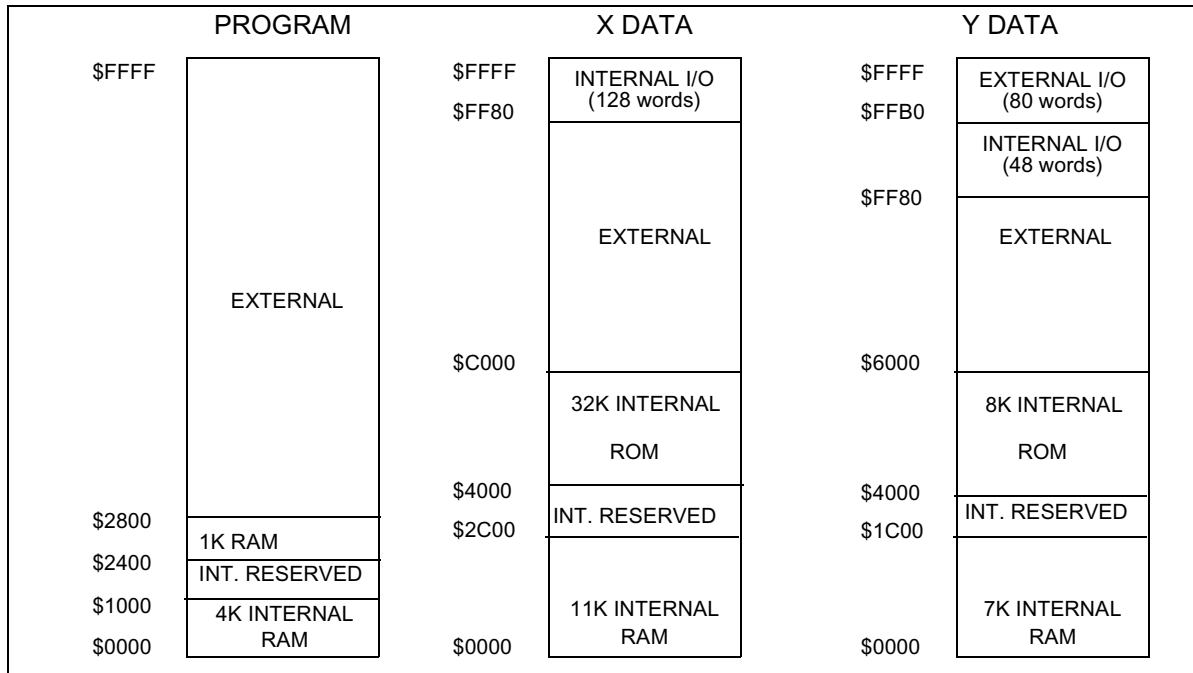 PROGRAM
$FFFF
EXTERNAL
$2800
1K RAM
$2400
INT. RESERVED
$1000
4K INTERNAL
RAM
$0000
X DATA
$FFFF
INTERNAL I/O
(128 words)
$FF80
EXTERNAL
$C000
32K INTERNAL
ROM
$4000
INT. RESERVED
$2C00
11K INTERNAL
RAM
$0000
Y DATA
$FFFF
EXTERNAL I/O
(80 words)
$FFB0
INTERNAL I/O
(48 words)
$FF80
EXTERNAL
$6000
8K INTERNAL
ROM
$4000
INT. RESERVED
$1C00
7K INTERNAL
RAM
$0000